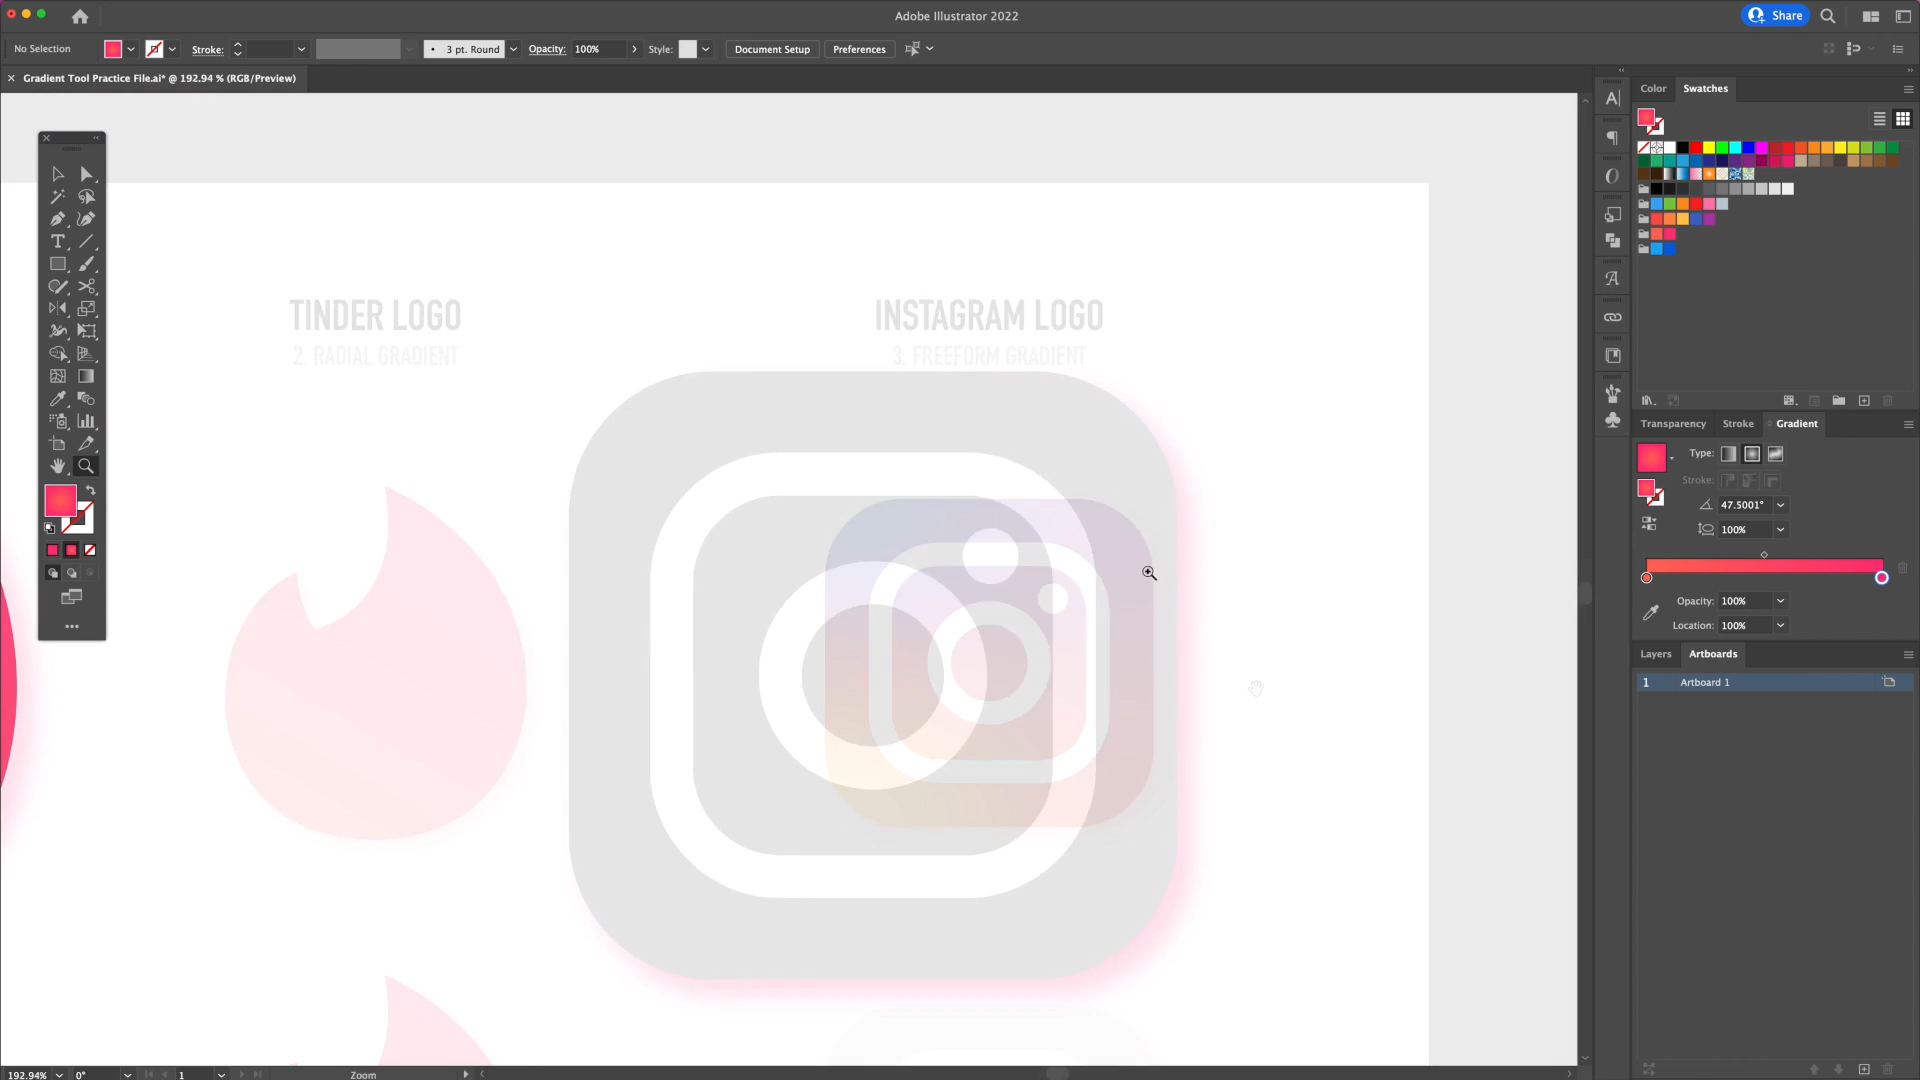 Adobe Illustrator 2022
Share
No Selection
Stroke:
3 pt. Round
Opacity:
100%
Style:
Document Setup
Preferences
Gradient Tool Practice File.ai* @ 192.94 % (RGB/Preview)
Color
Swatches
TINDER LOGO
2. RADIAL GRADIENT
INSTAGRAM LOGO
3. FREEFORM GRADIENT
Transparency
Stroke
Gradient
Type:
Stroke:
47.5001°
100%
Opacity:
100%
Location:
100%
Layers
Artboards
1
Artboard 1
192.94%
0°
1
Zoom